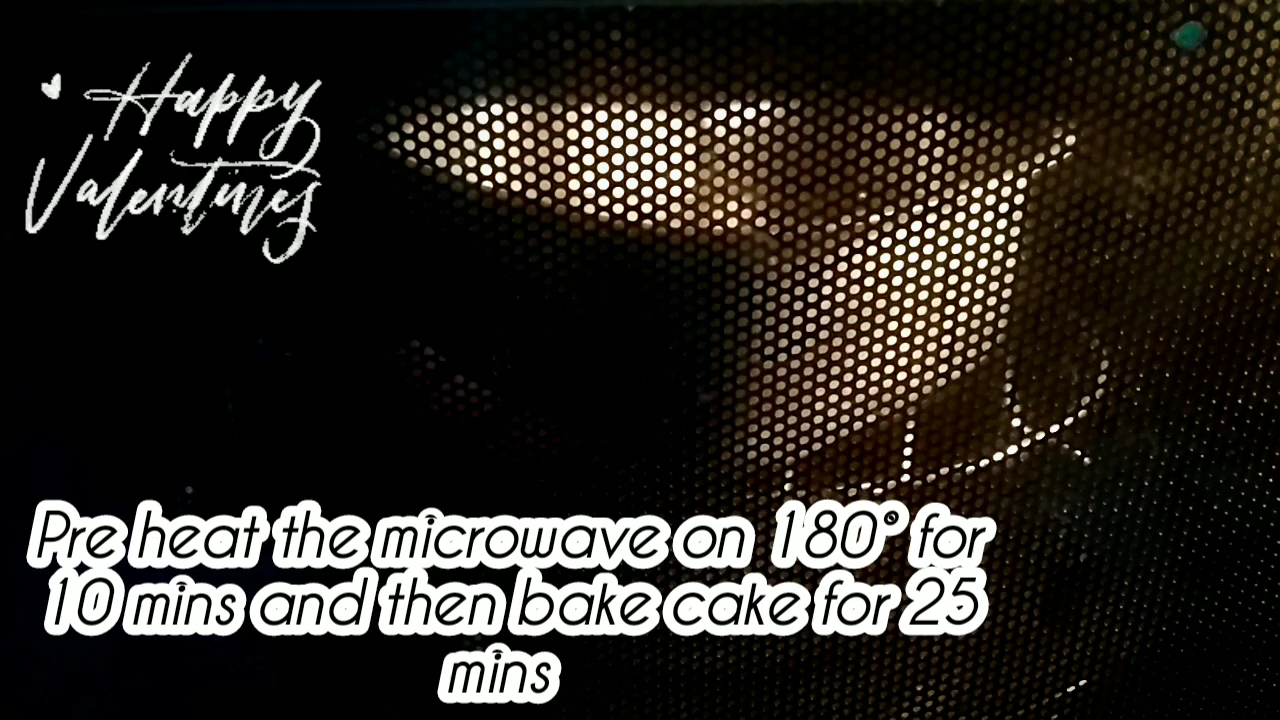 Happy
Valentines
Pre heat the microwave on 180° for
10 mins and then bake cake for 25
mins